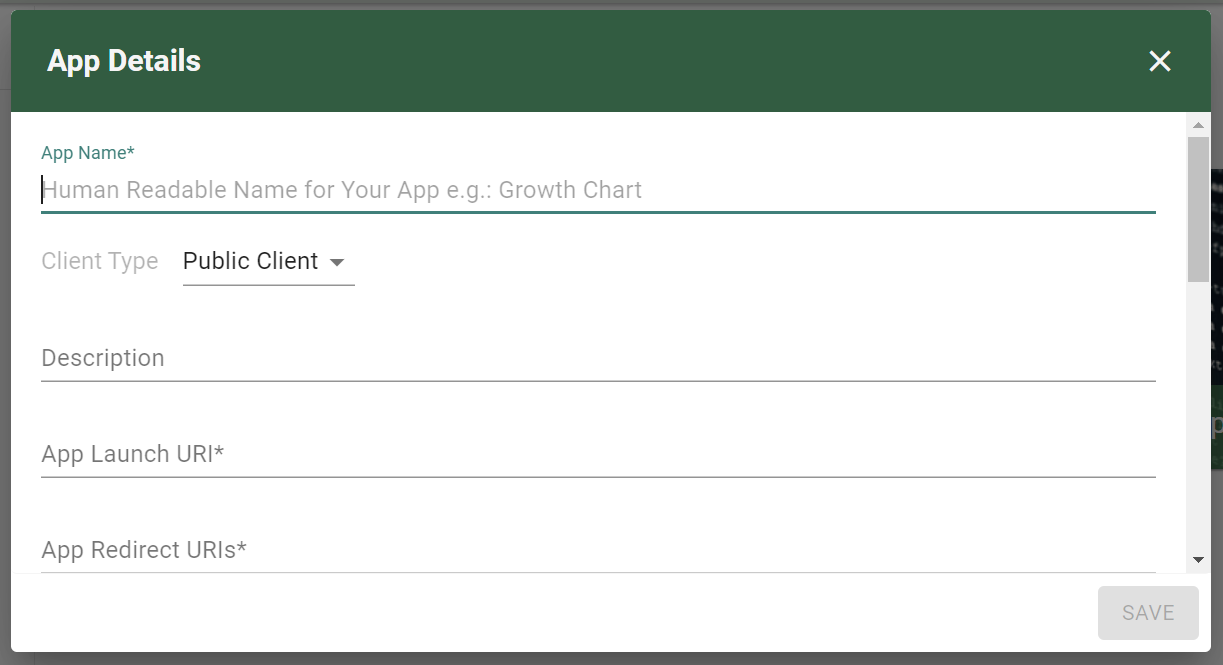 App Details
App Name*
Human Readable Name for Your App e.g.: Growth Chart
Client Type Public Client
Description
App Launch URI*
App Redirect URIs*
SAVE